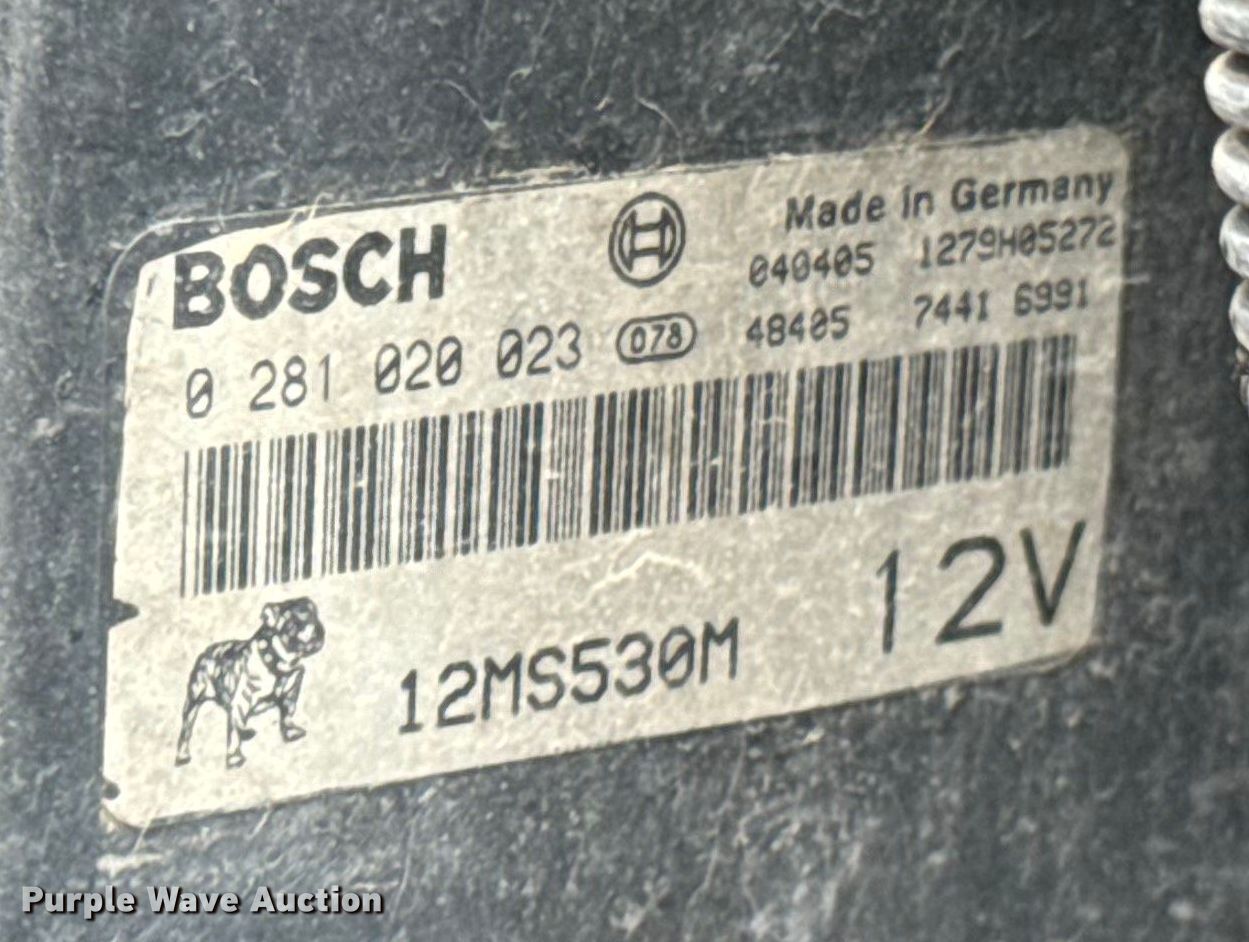 BOSCH
Made in Germany
040405 1279H05272
0 281 020 023 078 48405 7441 6991
12MS530M 12V
Purple Wave Auction